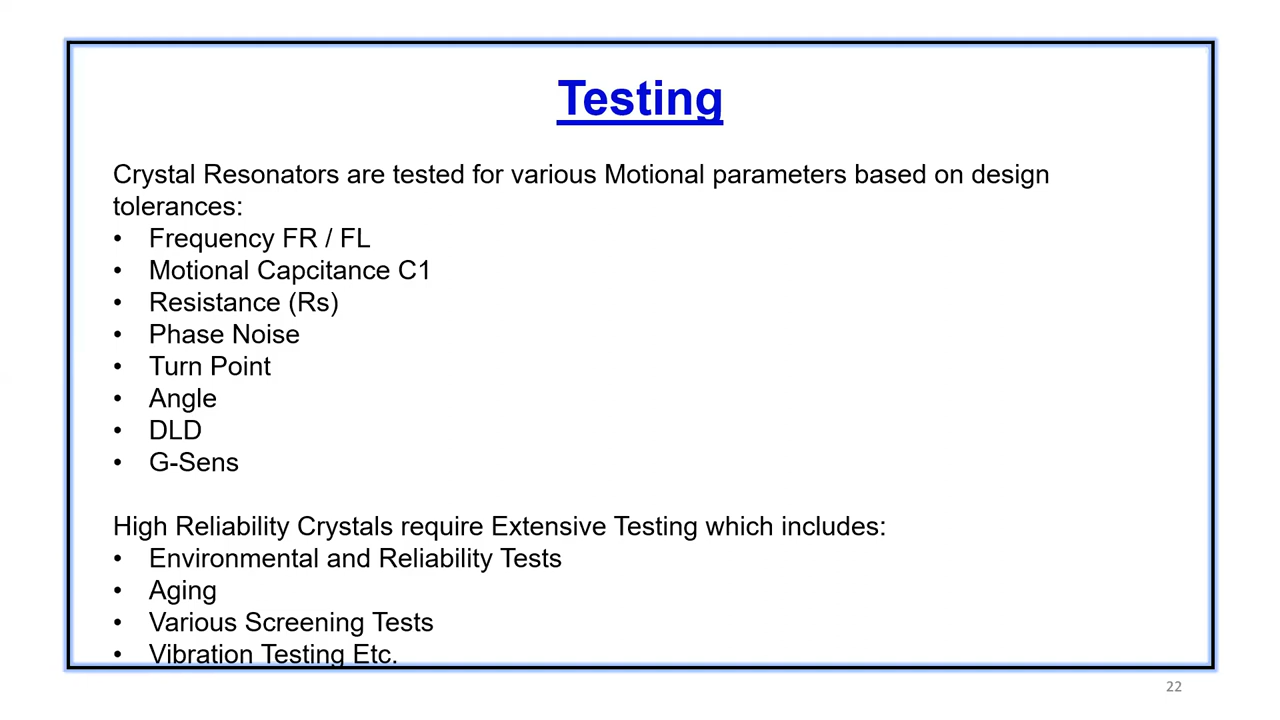 Testing
Crystal Resonators are tested for various Motional parameters based on design
tolerances:
• Frequency FR / FL
• Motional Capcitance C1
• Resistance (Rs)
• Phase Noise
• Turn Point
• Angle
• DLD
• G-Sens
High Reliability Crystals require Extensive Testing which includes:
• Environmental and Reliability Tests
• Aging
• Various Screening Tests
• Vibration Testing Etc.
22